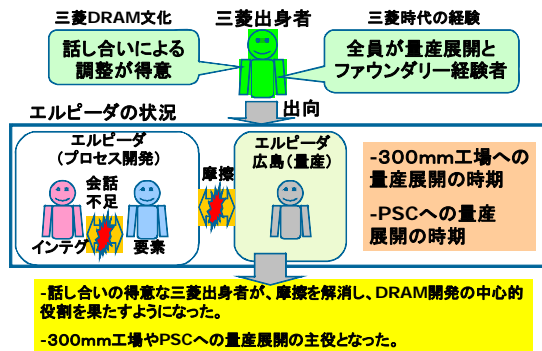 三菱DRAM文化
三菱出身者
三菱時代の経験
話し合いによる
調整が得意
全員が量産展開と
ファウンダリー経験者
出向
エルピーダの状況
エルピーダ
(プロセス開発)
会話
不足
インテグ
要素
摩擦
エルピーダ
広島(量産)
-300mm工場への
量産展開の時期
-PSCへの量産
展開の時期
-話し合いの得意な三菱出身者が、摩擦を解消し、DRAM開発の中心的
役割を果たすようになった。
-300mm工場やPSCへの量産展開の主役となった。